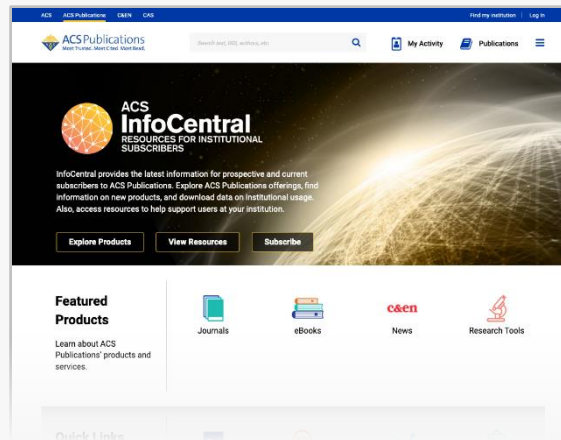 ACS ACS Publications C&EN CAS Find my institution Log In
ACS Publications
Most Trusted. Most Cited. Most Read.
Search text, DOI, authors, etc.
My Activity
Publications
ACS
InfoCentral
RESOURCES FOR INSTITUTIONAL
SUBSCRIBERS
InfoCentral provides the latest information for prospective and current
subscribers to ACS Publications. Explore ACS Publications offerings, find
information on new products, and download data on institutional usage.
Also, access resources to help support users at your institution.
Explore Products View Resources Subscribe
Featured
Products
Learn about ACS
Publications' products and
services.
Journals
eBooks
c&en
News
Research Tools
Quick Links